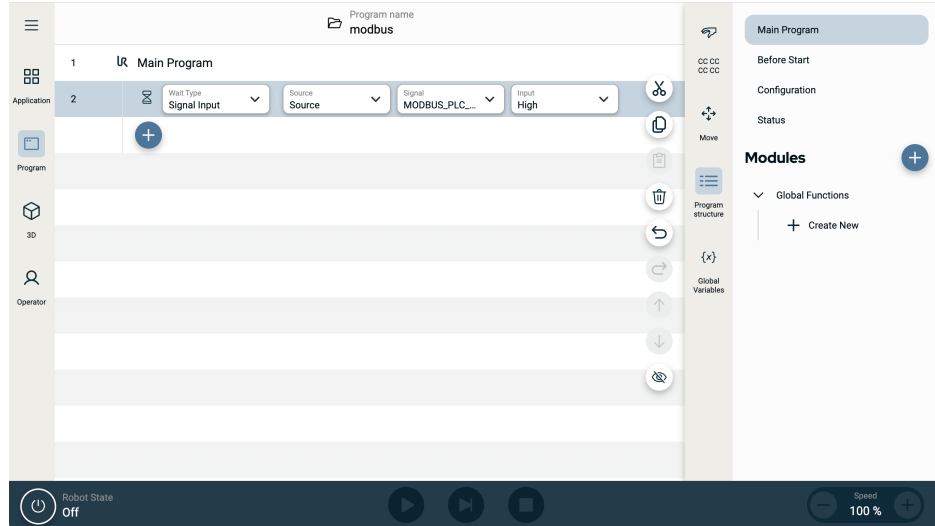 Program name
modbus
Application
Program
3D
Operator
1 Main Program
2
Wait Type
Signal Input
Source
Source
Signal
MODBUS_PLC_...
Input
High
CC CC
CC CC
Move
Program
structure
{x}
Global
Variables
Main Program
Before Start
Configuration
Status
Modules
Global Functions
Create New
Robot State
Off
Speed
100 %